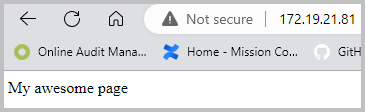 Not secure 172.19.21.81
Online Audit Mana... Home - Mission Co... GitH
My awesome page